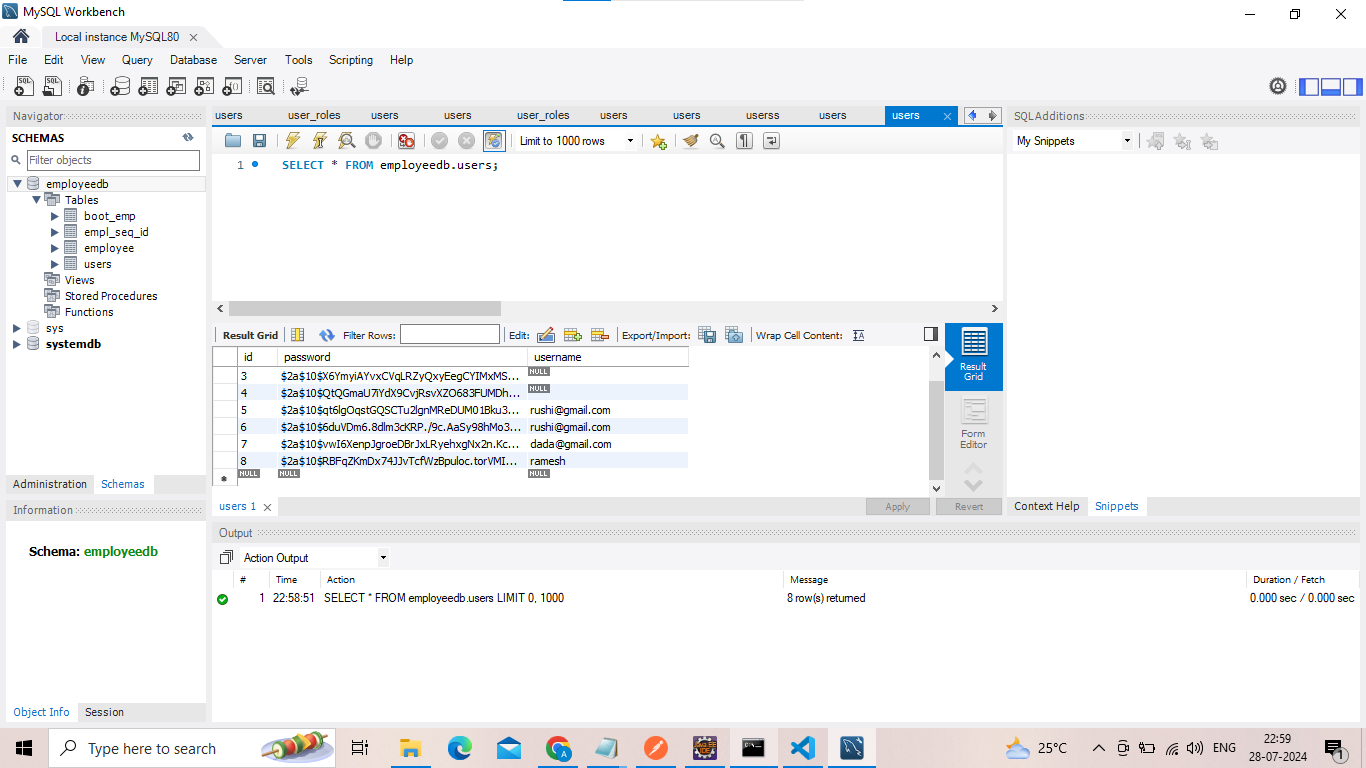 MySQL Workbench
Local instance MySQL80
File Edit View Query Database Server Tools Scripting Help
Navigator
SCHEMAS
Filter objects
employeedb
Tables
boot_emp
empl_seq_id
employee
users
Views
Stored Procedures
Functions
sys
systemdb
Administration Schemas
Information
Schema: employeedb
Object Info Session
users user_roles users users user_roles users users userss users users
Limit to 1000 rows
1 SELECT * FROM employeedb.users;
Result Grid Filter Rows: Edit: Export/Import: Wrap Cell Content:
id password username
3 $2a$10$X6YmyiAYvxCVqLRZyQxyEegCYIMxMS... NULL
4 $2a$10$QtQGmaU7iYdX9CvjRsvXZO683FUMDh... NULL
5 $2a$10$qt6lgOqstGQSCTu2lgnMReDUM01Bku3... rushi@gmail.com
6 $2a$10$6duVDm6.8dlm3cKRP./9c.AaSy98hMo3... rushi@gmail.com
7 $2a$10$vwI6XenpJgroeDBrJxLRyehxgNx2n.Kc... dada@gmail.com
8 $2a$10$RBFqZKmDx74JJvTcfWzBpuloc.torVMI... ramesh
NULL NULL NULL
Result
Grid
Form
Editor
users 1
Apply Revert
SQLAdditions
My Snippets
Context Help Snippets
Output
Action Output
# Time Action Message Duration / Fetch
1 22:58:51 SELECT * FROM employeedb.users LIMIT 0, 1000 8 row(s) returned 0.000 sec / 0.000 sec
Type here to search
25°C
ENG
22:59
28-07-2024
1